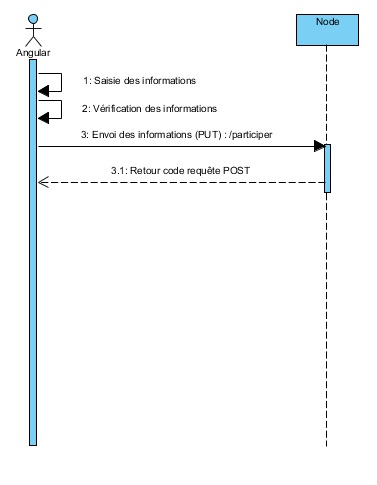 Node
Angular
1: Saisie des informations
2: Vérification des informations
3: Envoi des informations (PUT) : /participer
3.1: Retour code requête POST